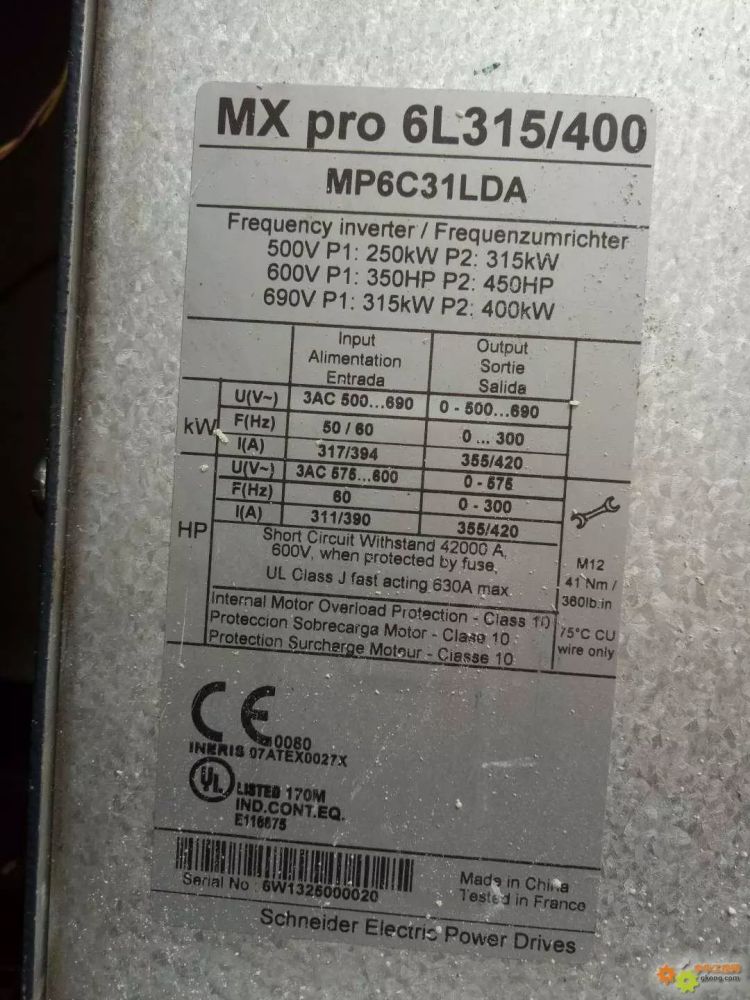 MX pro 6L315/400
MP6C31LDA
Frequency inverter / Frequenzumrichter
500V P1: 250kW P2: 315kW
600V P1: 350HP P2: 450HP
690V P1: 315kW P2: 400kW
Input
Alimentation
Entrada
Output
Sortie
Salida
kW
U(V~) 3AC 500...690 0 - 500...690
F(Hz) 50 / 60 0 ... 300
I(A) 317/394 355/420
HP
U(V~) 3AC 575...600 0 - 575
F(Hz) 60 0 - 300
I(A) 311/390 355/420
Short Circuit Withstand 42000 A,
600V, when protected by fuse,
UL Class J fast acting 630A max
Internal Motor Overload Protection - Class 10
Proteccion Sobrecarga Motor - Clase 10
Protection Surcharge Moteur - Classe 10
M12
41 Nm /
360lb.in
75°C CU
wire only
CE
0080
INERIS 07ATEX0027X
UL
LISTED 170M
IND.CONT.EQ.
E116875
Serial No : 6W1325000020
Made in China
Tested in France
Schneider Electric Power Drives
gkong.com